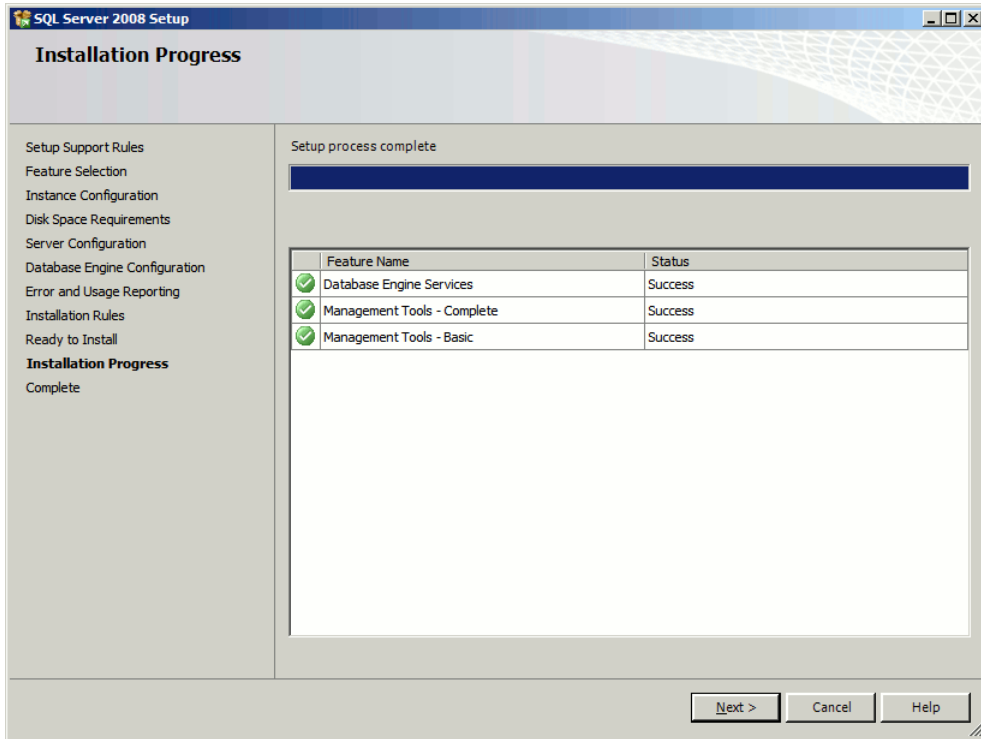 SQL Server 2008 Setup
Installation Progress
Setup Support Rules
Feature Selection
Instance Configuration
Disk Space Requirements
Server Configuration
Database Engine Configuration
Error and Usage Reporting
Installation Rules
Ready to Install
Installation Progress
Complete
Setup process complete
Feature Name Status
Database Engine Services Success
Management Tools - Complete Success
Management Tools - Basic Success
Next > Cancel Help